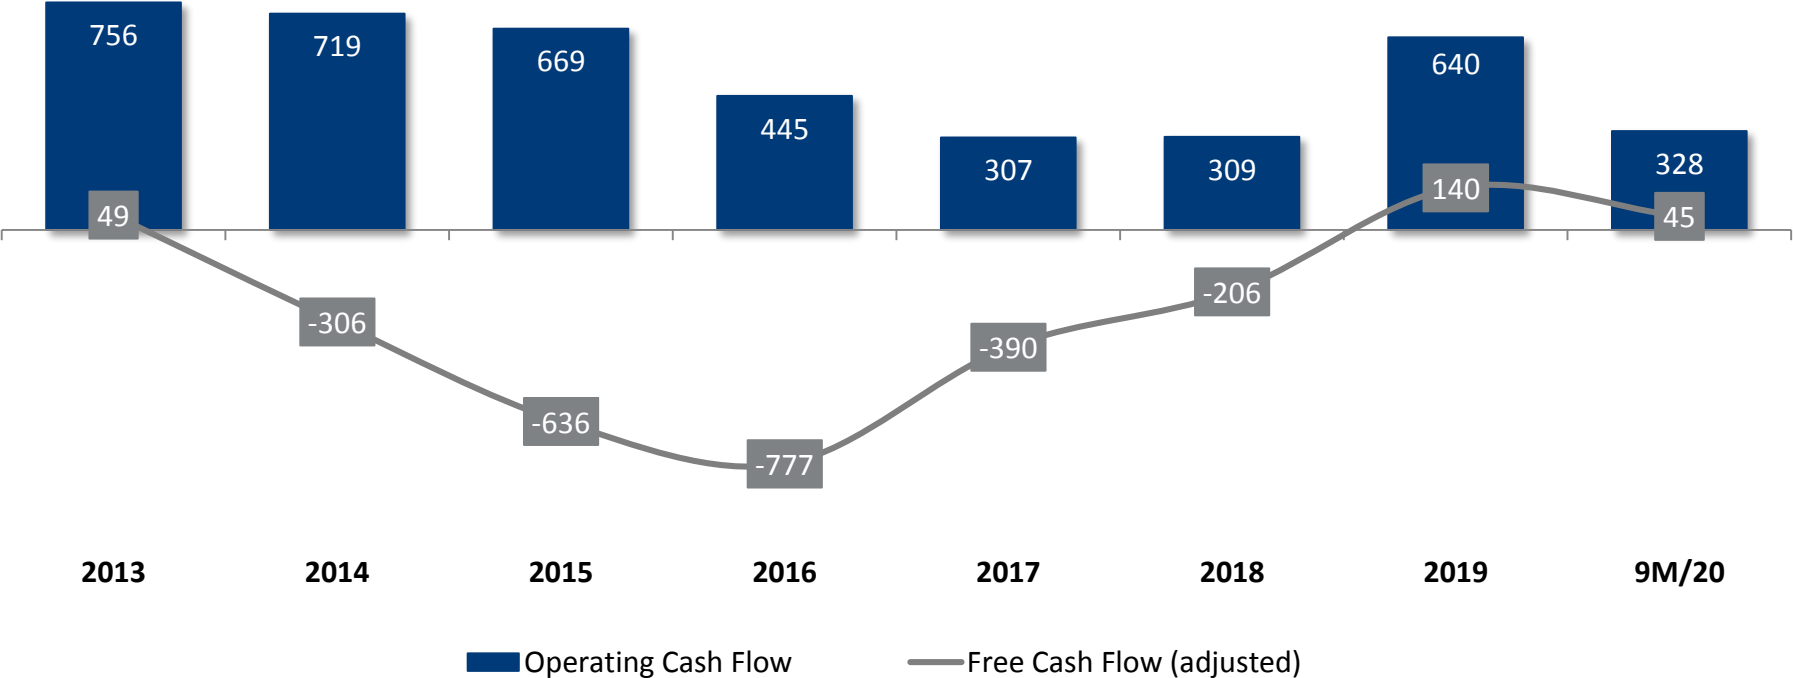 756 719 669 445 307 309 640 328
49 -306 -636 -777 -390 -206 140 45
2013 2014 2015 2016 2017 2018 2019 9M/20
Operating Cash Flow Free Cash Flow (adjusted)